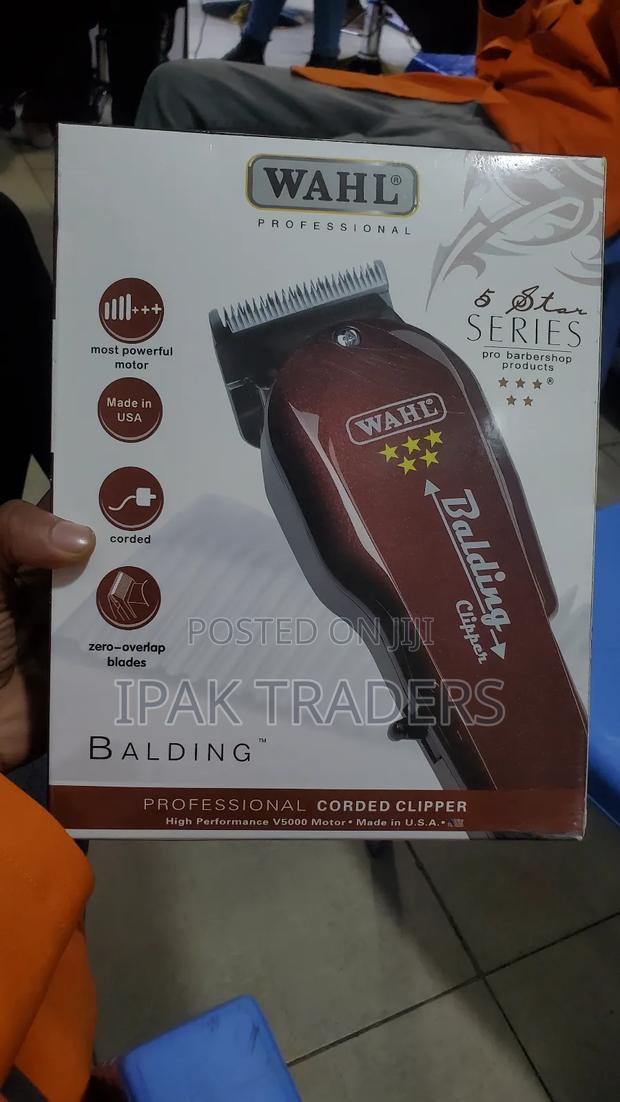 WAHL®
PROFESSIONAL
5 Star
SERIES
pro barbershop
products
®
+++
most powerful
motor
Made in
USA
corded
zero-overlap
blades
WAHL®
Balding
Clipper
POSTED ON JIJI
IPAK TRADERS
BALDING™
PROFESSIONAL CORDED CLIPPER
High Performance V5000 Motor • Made in U.S.A. •